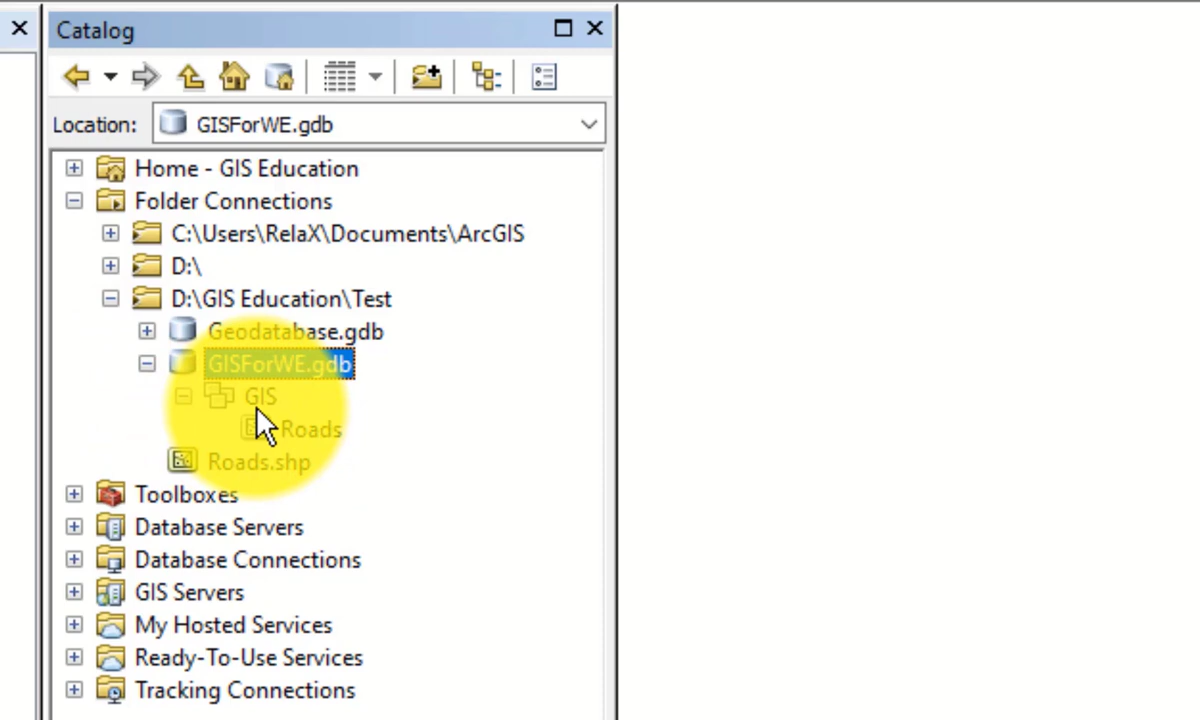 Catalog
Location: GISForWE.gdb
Home - GIS Education
Folder Connections
C:\Users\RelaX\Documents\ArcGIS
D:\
D:\GIS Education\Test
Geodatabase.gdb
GISForWE.gdb
GIS
Roads
Roads.shp
Toolboxes
Database Servers
Database Connections
GIS Servers
My Hosted Services
Ready-To-Use Services
Tracking Connections